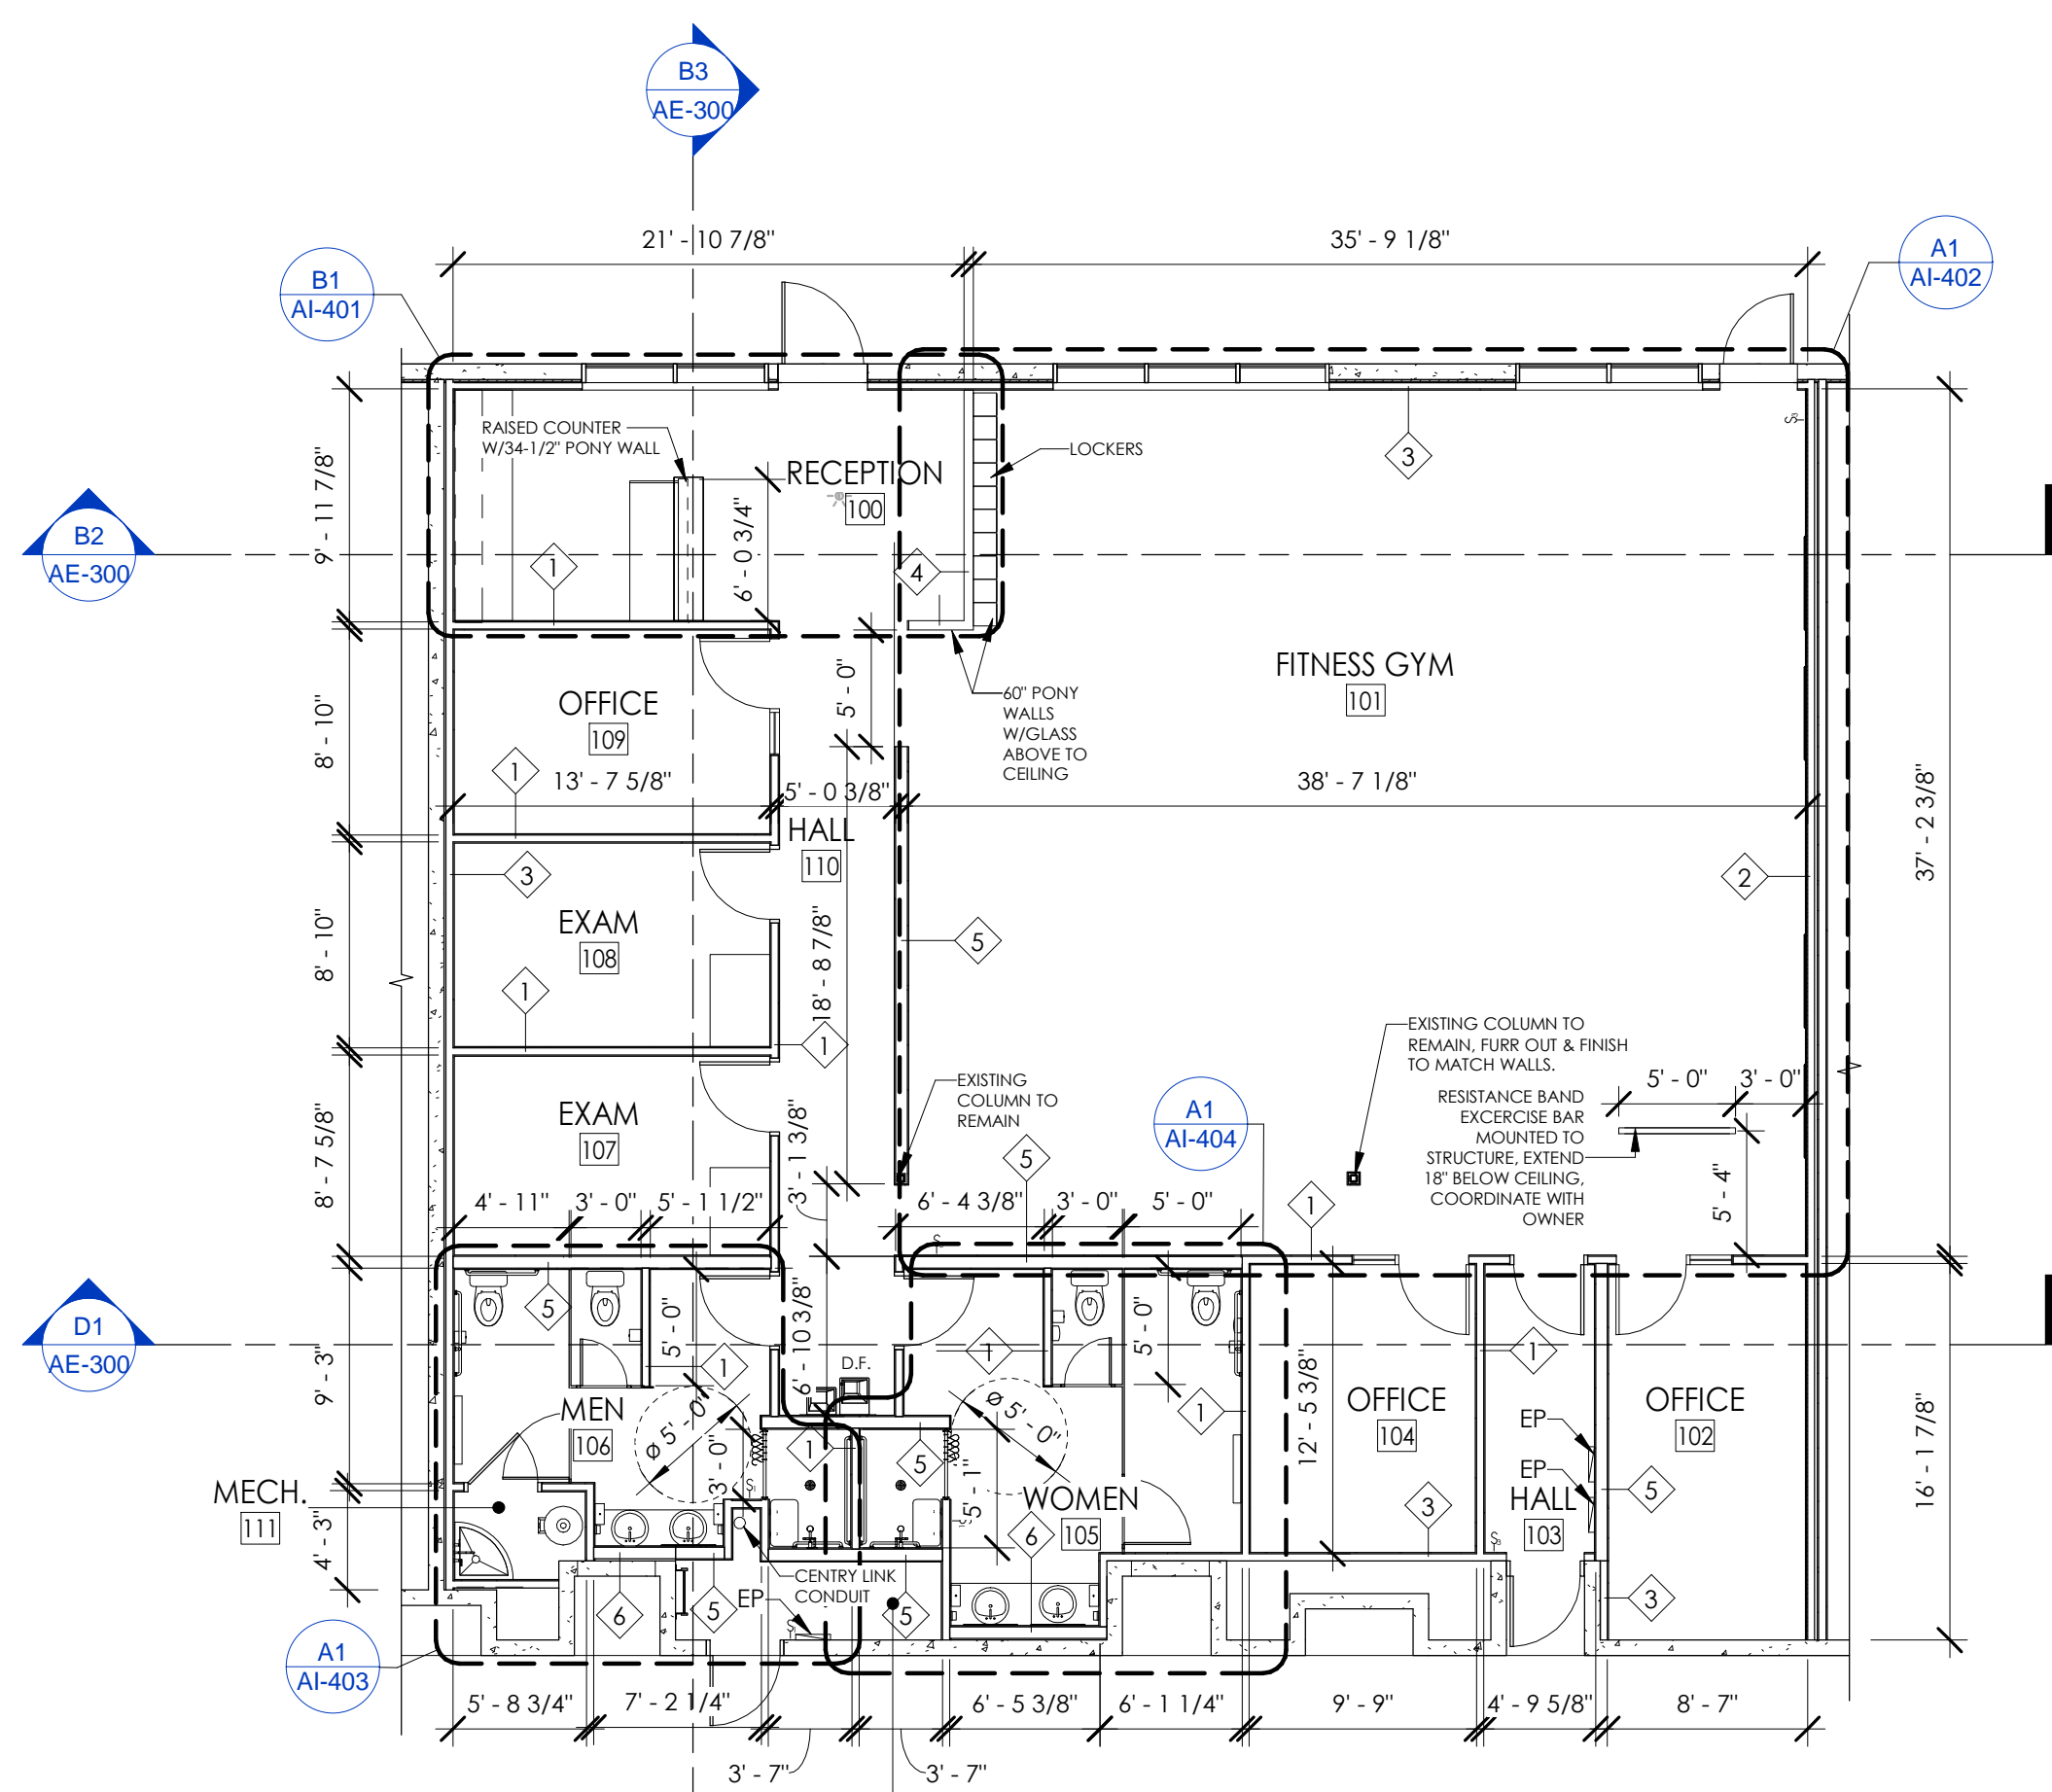 B3
AE-300
21' - 10 7/8"
35' - 9 1/8"
B1
AI-401
A1
AI-402
RAISED COUNTER
W/34-1/2" PONY WALL
LOCKERS
3
S3
RECEPTION
100
9' - 11 7/8"
6' - 0 3/4"
B2
AE-300
1
4
FITNESS GYM
101
OFFICE
109
8' - 10"
5' - 0"
60" PONY
WALLS
W/GLASS
ABOVE TO
CEILING
1
13' - 7 5/8"
5' - 0 3/8"
38' - 7 1/8"
37' - 2 3/8"
HALL
110
3
2
EXAM
108
8' - 10"
5
1
18' - 8 7/8"
1
EXISTING COLUMN TO
REMAIN, FURR OUT & FINISH
TO MATCH WALLS.
EXISTING
COLUMN TO
REMAIN
5' - 0"
3' - 0"
RESISTANCE BAND
EXCERCISE BAR
MOUNTED TO
STRUCTURE, EXTEND
18" BELOW CEILING,
COORDINATE WITH
OWNER
5' - 4"
EXAM
107
8' - 7 5/8"
3' - 1 3/8"
A1
AI-404
5
1
4' - 11"
3' - 0"
5' - 1 1/2"
6' - 4 3/8"
3' - 0"
5' - 0"
D1
AE-300
5
5' - 0"
6' - 10 3/8"
D.F.
1
1
5' - 0"
1
1
9' - 3"
MEN
106
Ø 5' - 0"
3' - 0"
1
5
Ø 5' - 0"
5' - 1"
12' - 5 3/8"
OFFICE
104
OFFICE
102
EP
EP
HALL
103
5
16' - 1 7/8"
MECH.
111
4' - 3"
WOMEN
105
6
3
S3
CENTRY LINK
CONDUIT
EP
6
5
5
3
A1
AI-403
5' - 8 3/4"
7' - 2 1/4"
6' - 5 3/8"
6' - 1 1/4"
9' - 9"
4' - 9 5/8"
8' - 7"
3' - 7"
3' - 7"